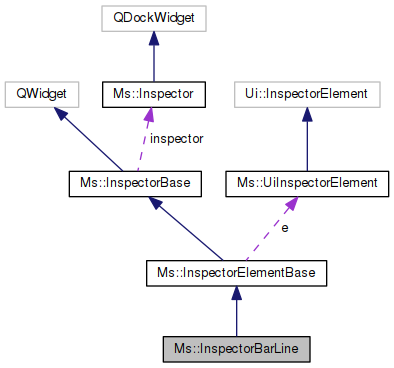 QDockWidget
QWidget
Ms::Inspector
Ui::InspectorElement
inspector
Ms::InspectorBase
Ms::UiInspectorElement
e
Ms::InspectorElementBase
Ms::InspectorBarLine